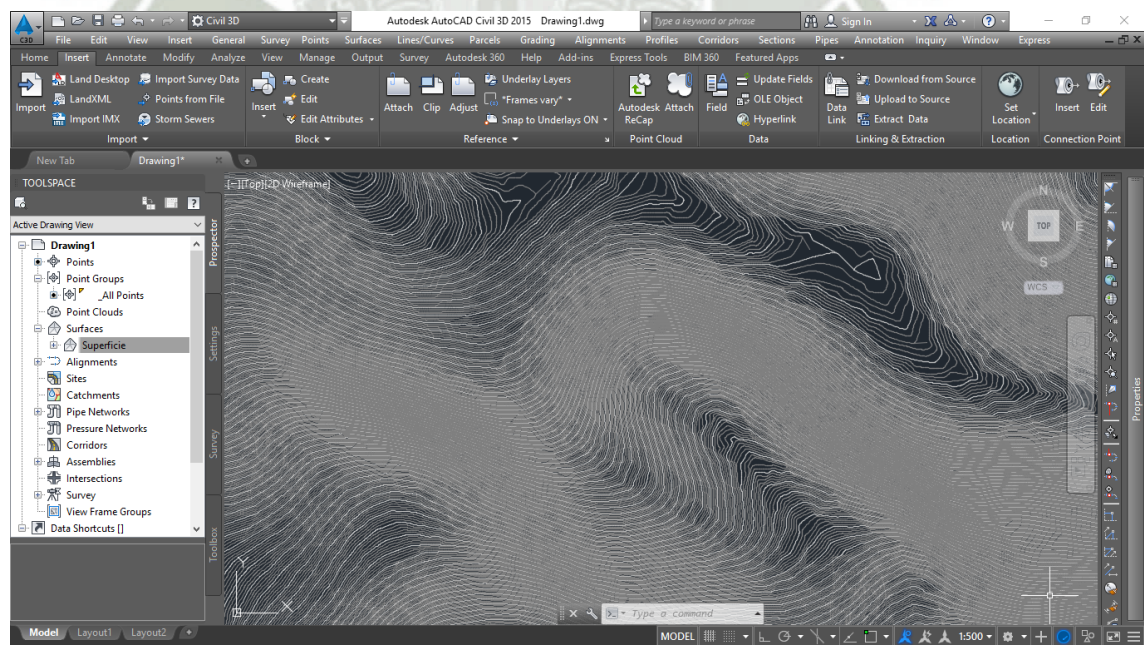 Civil 3D
Autodesk AutoCAD Civil 3D 2015 Drawing1.dwg
Type a keyword or phrase
Sign In
C3D
File Edit View Insert General Survey Points Surfaces Lines/Curves Parcels Grading Alignments Profiles Corridors Sections Pipes Annotation Inquiry Window Express
Home Insert Annotate Modify Analyze View Manage Output Survey Autodesk 360 Help Add-ins Express Tools BIM 360 Featured Apps
Land Desktop Import Survey Data Create Underlay Layers Update Fields Download from Source
Import LandXML Points from File Insert Edit Attach Clip Adjust *Frames vary* Autodesk ReCap Attach Field OLE Object Data Link Upload to Source Set Location Insert Edit
Import IMX Storm Sewers Edit Attributes Snap to Underlays ON Hyperlink Extract Data
Import Block Reference Point Cloud Data Linking & Extraction Location Connection Point
New Tab Drawing1*
TOOLSPACE
[−][Top][2D Wireframe]
Active Drawing View
Drawing1
Points
Point Groups
_All Points
Point Clouds
Surfaces
Superficie
Alignments
Sites
Catchments
Pipe Networks
Pressure Networks
Corridors
Assemblies
Intersections
Survey
View Frame Groups
Data Shortcuts []
Prospector
Settings
Survey
Toolbox
N
W TOP E
S
WCS
Properties
Y
X
Type a command
Model Layout1 Layout2 +
MODEL 1:500